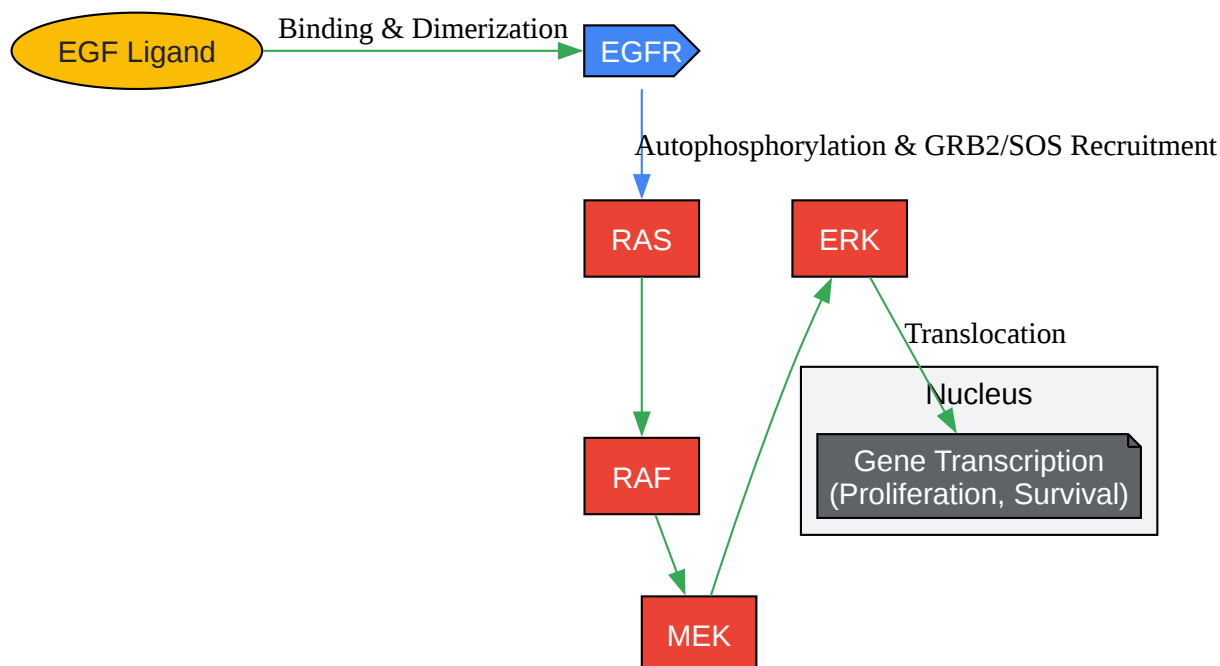 EGF Ligand
Binding & Dimerization
EGFR
Autophosphorylation & GRB2/SOS Recruitment
RAS
ERK
Translocation
Nucleus
Gene Transcription
(Proliferation, Survival)
RAF
MEK